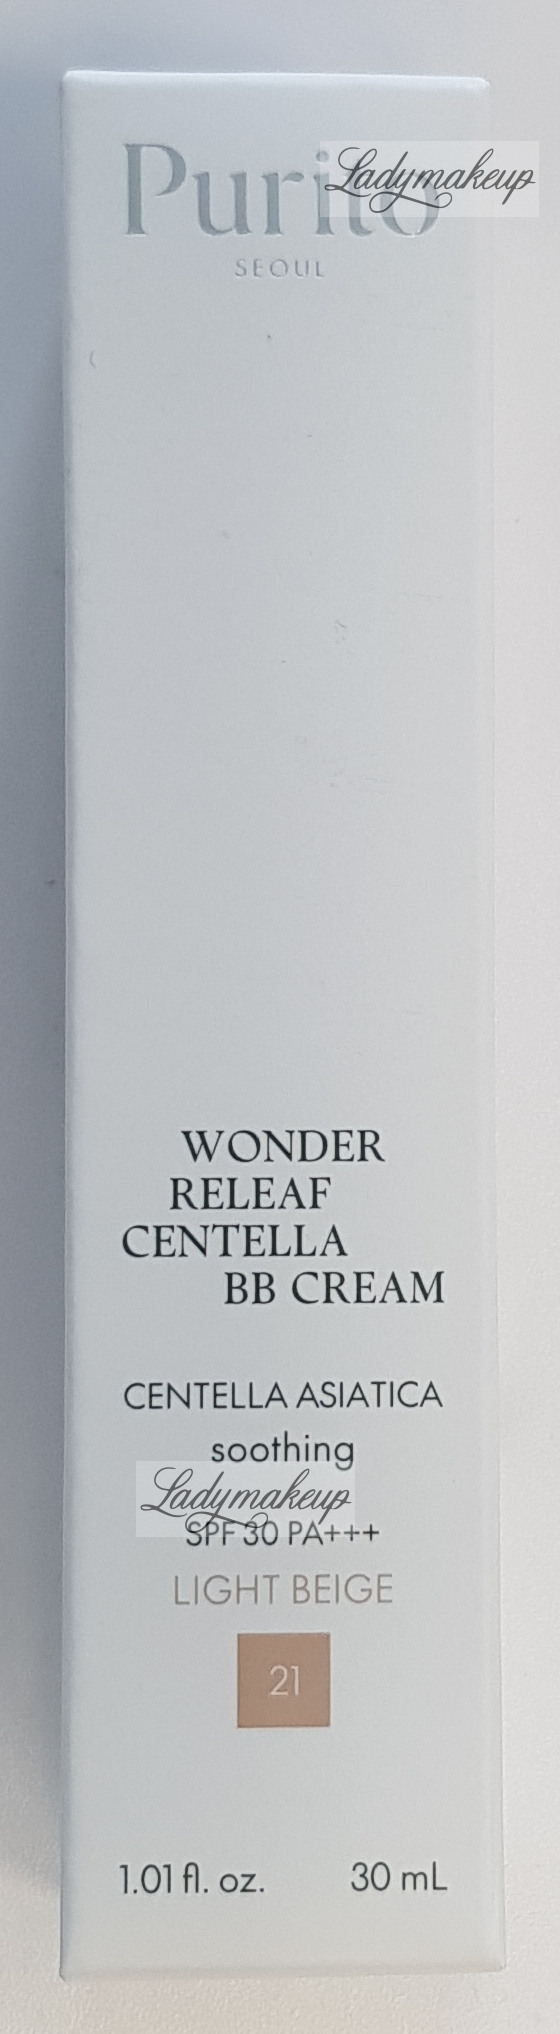 Purito
Ladymakeup
SEOUL
WONDER
RELEAF
CENTELLA
BB CREAM
CENTELLA ASIATICA
soothing
Ladymakeup
SPF 30 PA+++
LIGHT BEIGE
21
1.01 fl. oz. 30 mL